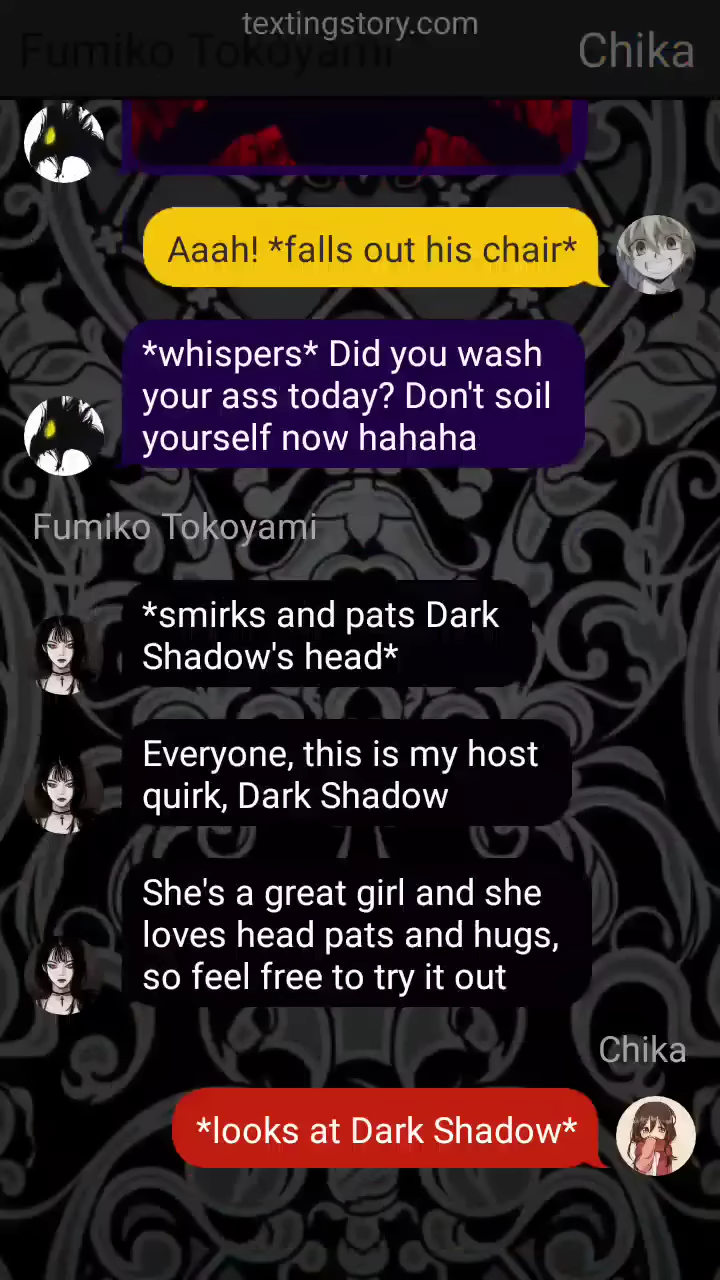 textingstory.com
Fumiko Tokoyami
Chika
Aaah! *falls out his chair*
*whispers* Did you wash
your ass today? Don't soil
yourself now hahaha
Fumiko Tokoyami
*smirks and pats Dark
Shadow's head*
Everyone, this is my host
quirk, Dark Shadow
She's a great girl and she
loves head pats and hugs,
so feel free to try it out
Chika
*looks at Dark Shadow*